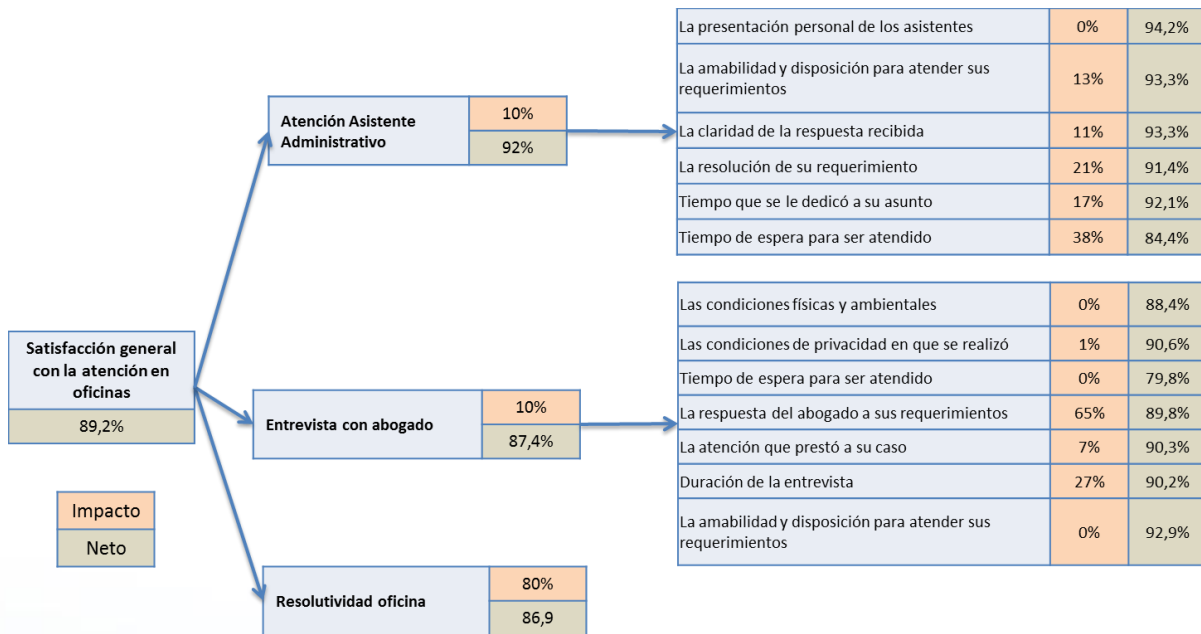 La presentación personal de los asistentes 0% 94,2%
La amabilidad y disposición para atender sus
requerimientos 13% 93,3%
La claridad de la respuesta recibida 11% 93,3%
La resolución de su requerimiento 21% 91,4%
Tiempo que se le dedicó a su asunto 17% 92,1%
Tiempo de espera para ser atendido 38% 84,4%
Atención Asistente
Administrativo
10%
92%
Las condiciones físicas y ambientales 0% 88,4%
Las condiciones de privacidad en que se realizó 1% 90,6%
Tiempo de espera para ser atendido 0% 79,8%
La respuesta del abogado a sus requerimientos 65% 89,8%
La atención que prestó a su caso 7% 90,3%
Duración de la entrevista 27% 90,2%
La amabilidad y disposición para atender sus
requerimientos 0% 92,9%
Satisfacción general
con la atención en
oficinas
89,2%
Entrevista con abogado
10%
87,4%
Impacto
Neto
Resolutividad oficina
80%
86,9